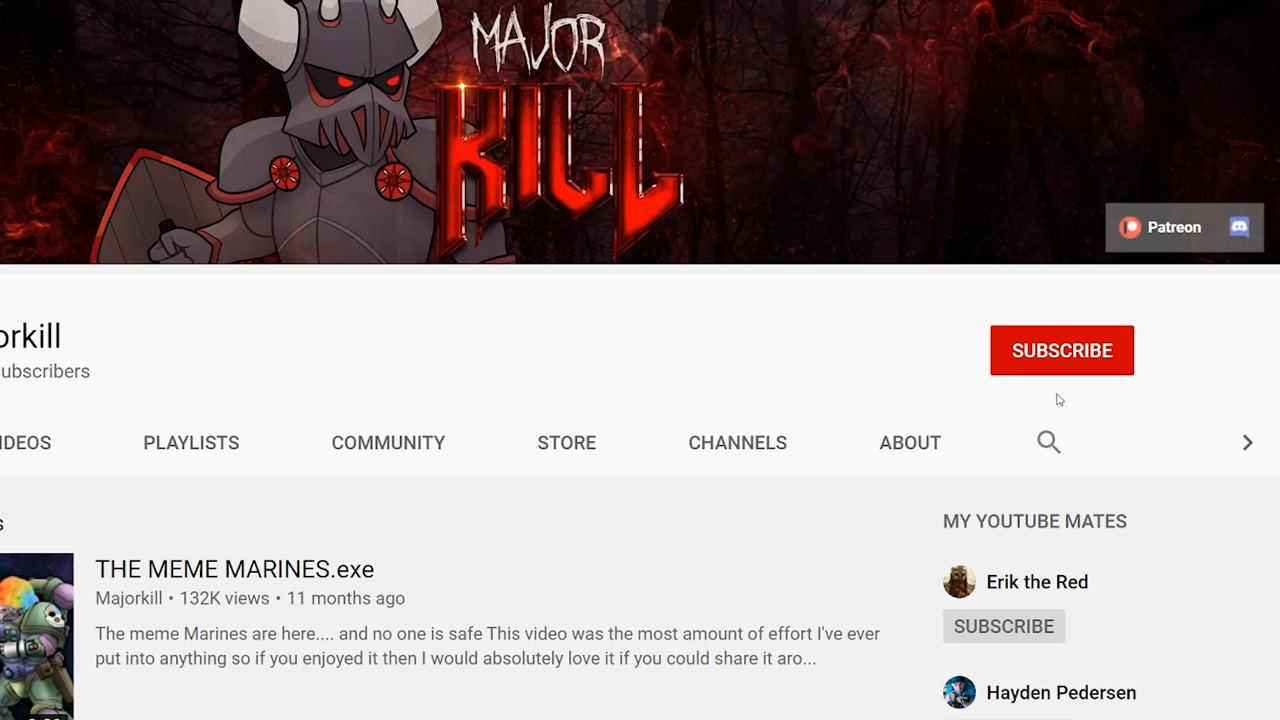 MAJOR
KILL
Patreon
orkill
ubscribers
SUBSCRIBE
IDEOS PLAYLISTS COMMUNITY STORE CHANNELS ABOUT
s
MY YOUTUBE MATES
THE MEME MARINES.exe
Majorkill • 132K views • 11 months ago
The meme Marines are here.... and no one is safe This video was the most amount of effort I've ever
put into anything so if you enjoyed it then I would absolutely love it if you could share it aro...
Erik the Red
SUBSCRIBE
Hayden Pedersen